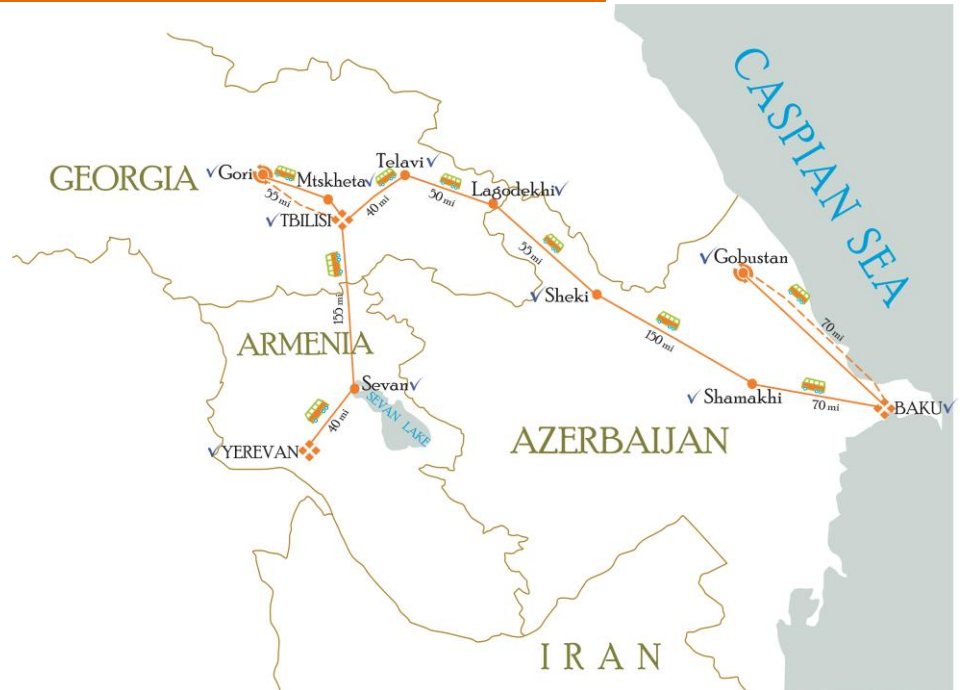 CASPIAN SEA
GEORGIA
Gori
55 mi
Mtskheta
TBILISI
Telavi
40 mi
50 mi
Lagodekhi
55 mi
Sheki
150 mi
Gobustan
70 mi
Shamakhi
70 mi
BAKU
155 mi
ARMENIA
Sevan
SEVAN LAKE
40 mi
YEREVAN
AZERBAIJAN
IRAN